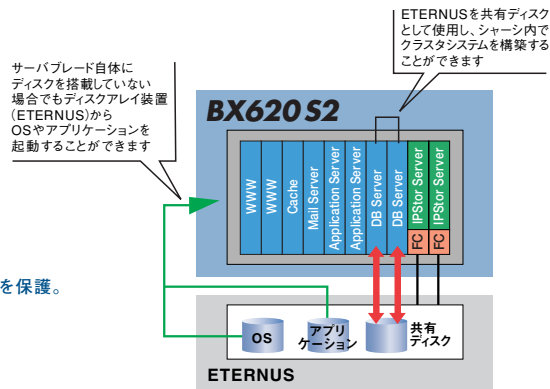 ETERNUSを共有ディスク
として使用し、シャーシ内で
クラスタシステムを構築する
ことができます
サーバブレード自体に
ディスクを搭載していない
場合でもディスクアレイ装置
(ETERNUS)から
OSやアプリケーションを
起動することができます
BX620 S2
WWW
WWW
Cache
Mail Server
Application Server
Application Server
DB Server
DB Server
IPStor Server
IPStor Server
FC
FC
を保護。
OS
アプリ
ケーション
共有
ディスク
ETERNUS